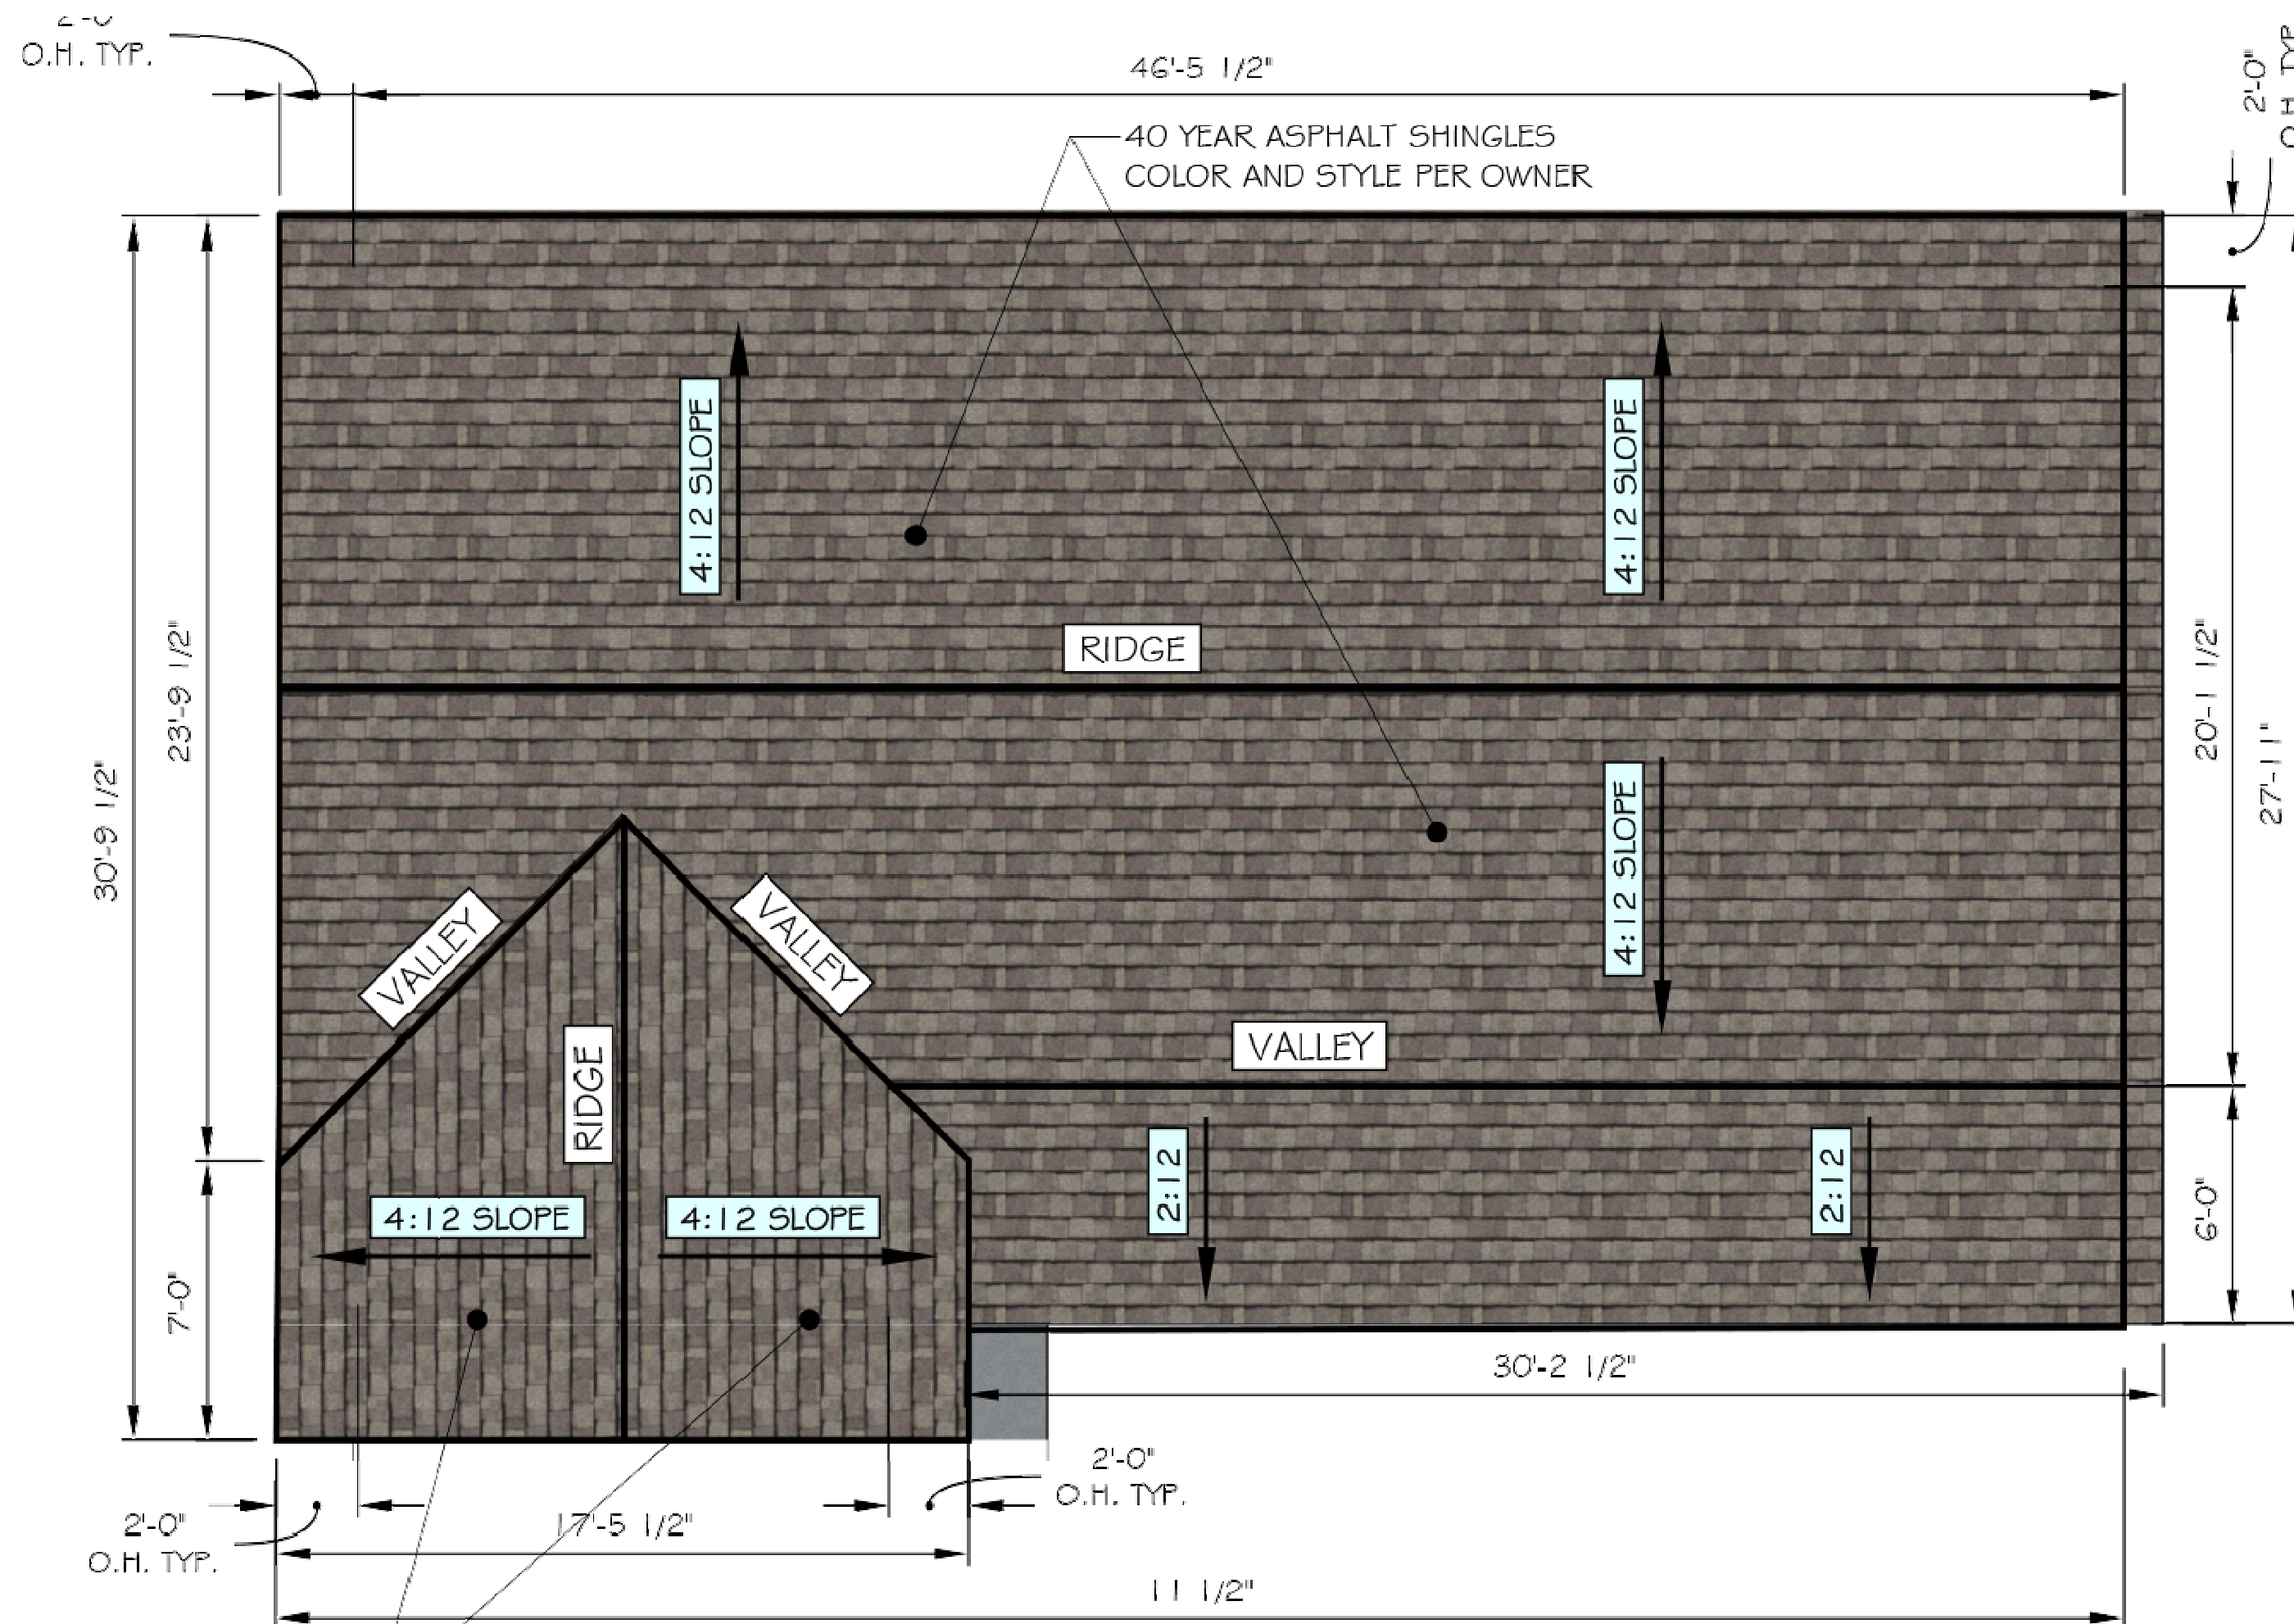 O.H. TYP.
46'-5 1/2"
2'-0"
40 YEAR ASPHALT SHINGLES
COLOR AND STYLE PER OWNER
4:12 SLOPE
4:12 SLOPE
RIDGE
23'-9 1/2"
30'-9 1/2"
20'-1 1/2"
27'-11"
4:12 SLOPE
VALLEY
VALLEY
VALLEY
RIDGE
2:12
2:12
6'-0"
4:12 SLOPE
4:12 SLOPE
7'-0"
30'-2 1/2"
2'-0"
O.H. TYP.
2'-0"
O.H. TYP.
17'-5 1/2"
11 1/2"